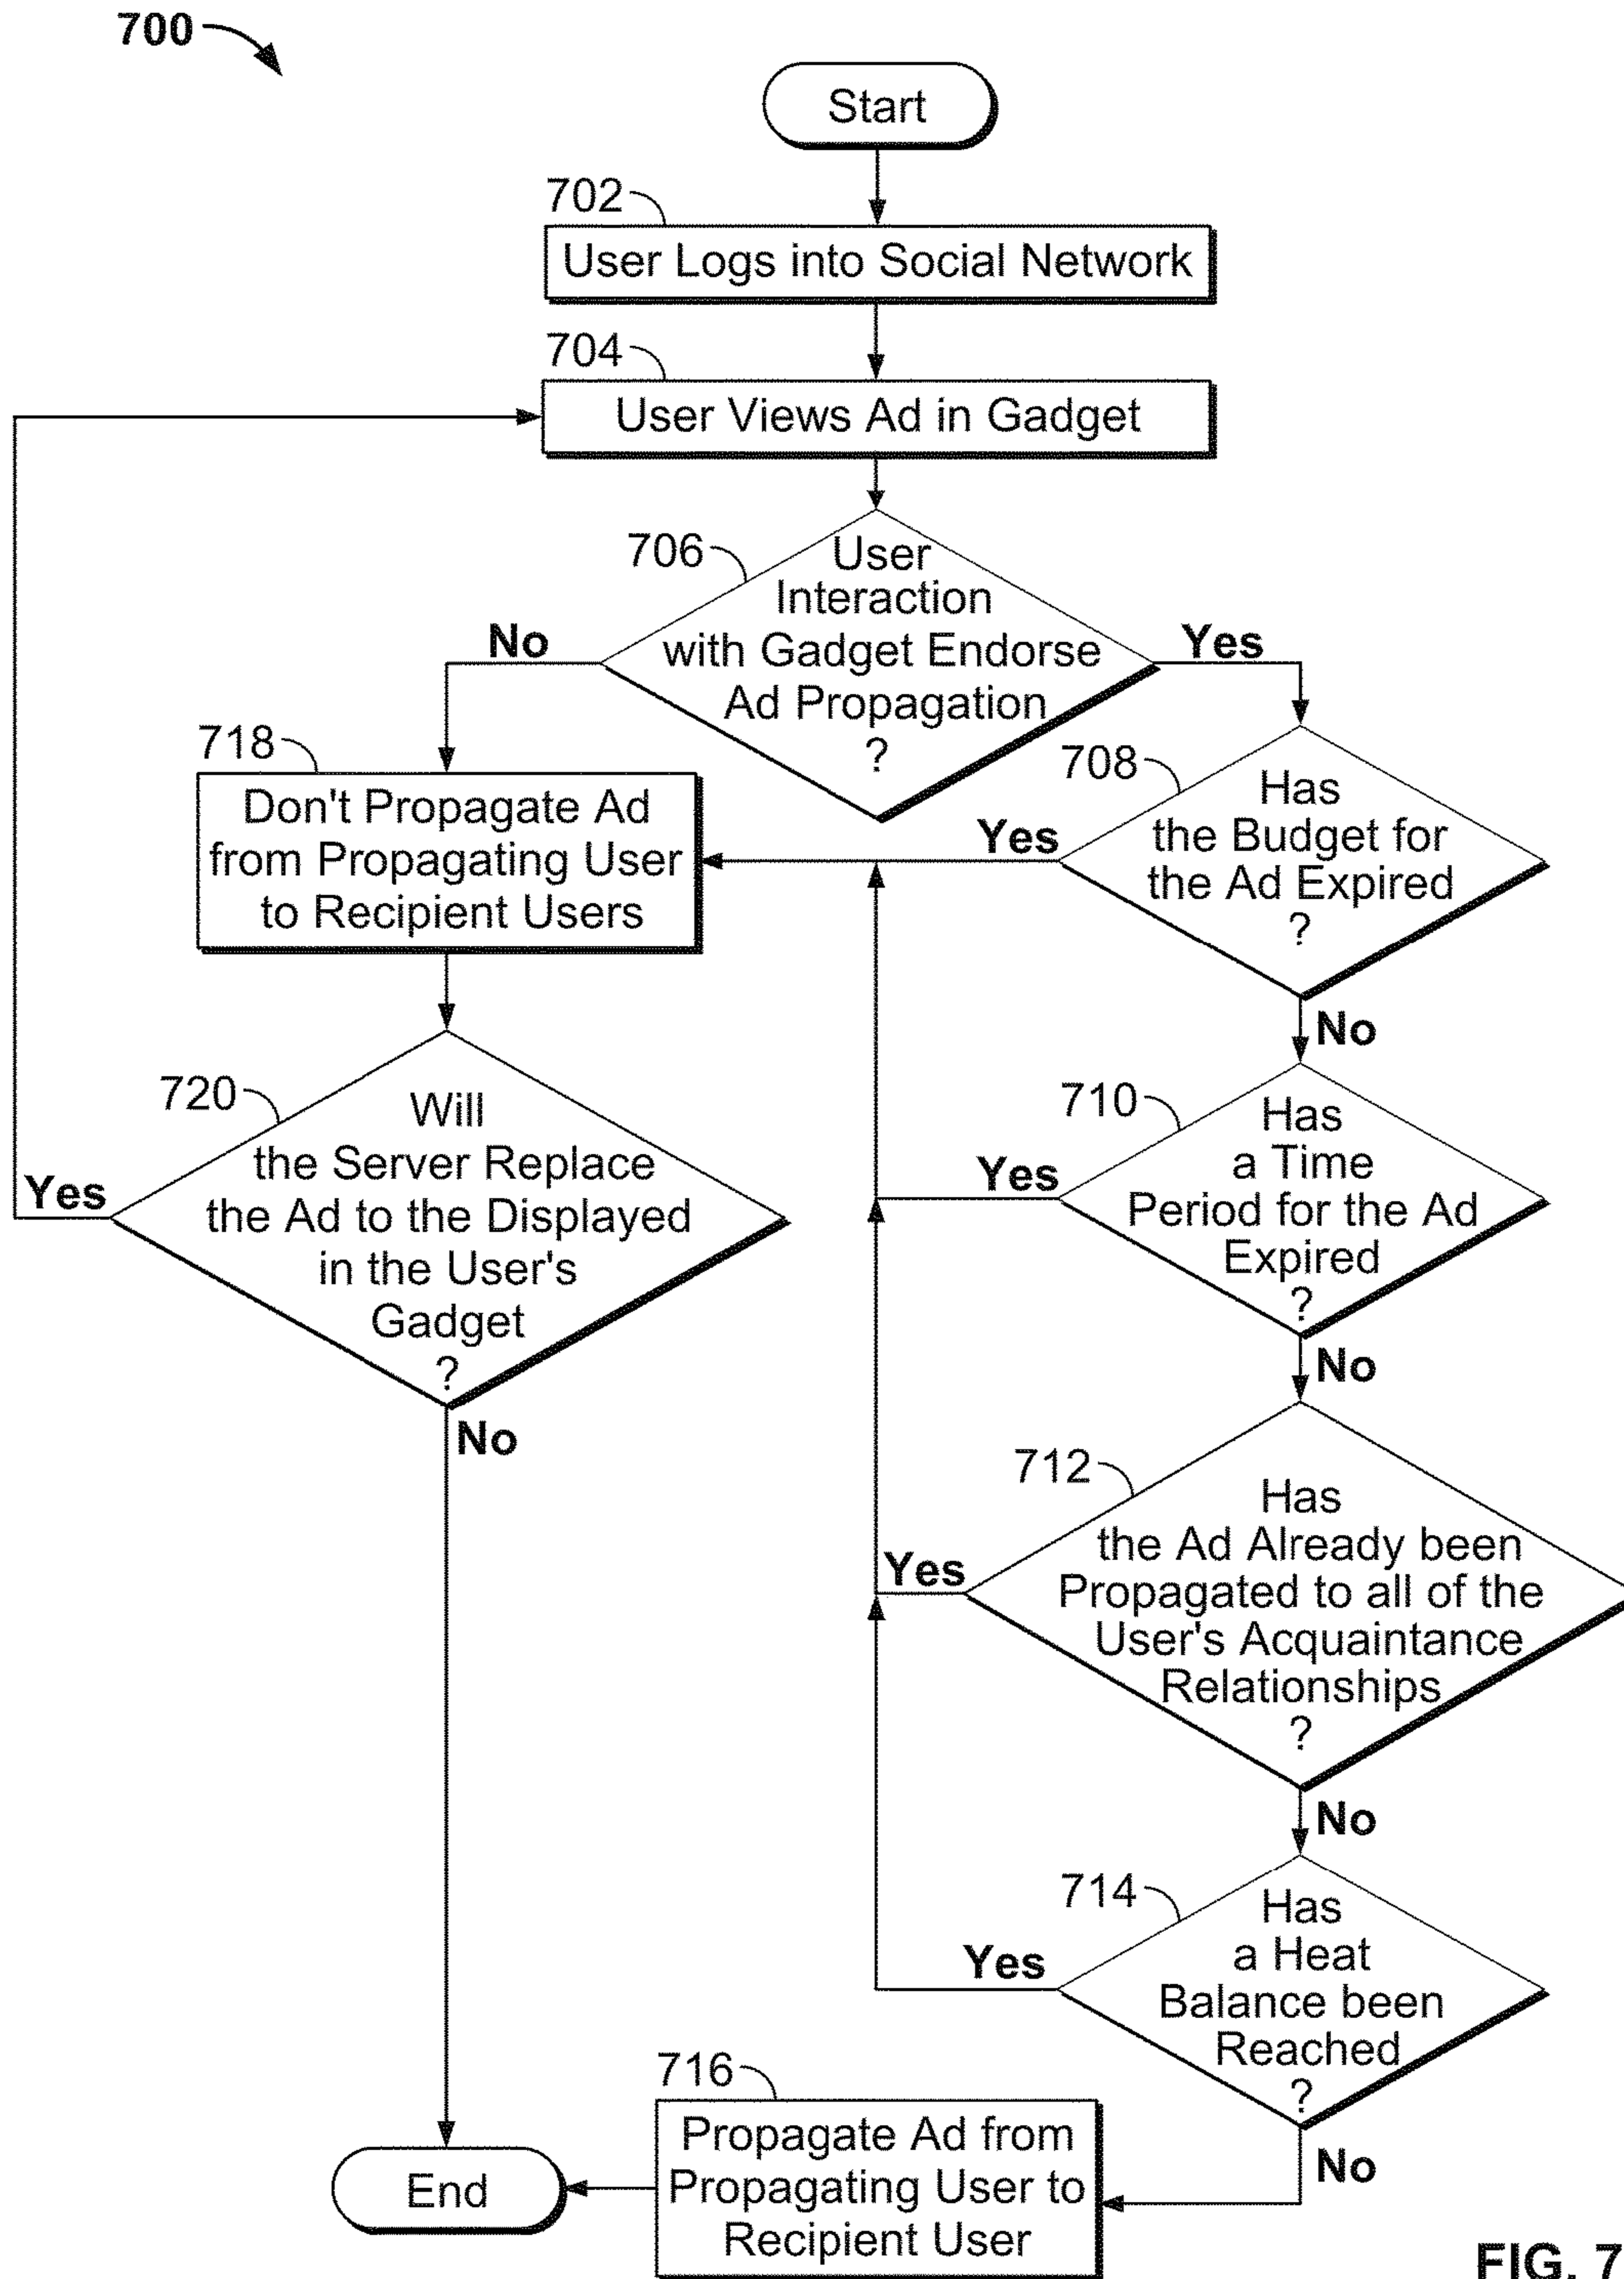 700
Start
702
User Logs into Social Network
704
User Views Ad in Gadget
706
User
Interaction
with Gadget Endorse
Ad Propagation
?
No
Yes
718
Don't Propagate Ad
from Propagating User
to Recipient Users
708
Has
the Budget for
the Ad Expired
?
Yes
No
720
Will
the Server Replace
the Ad to the Displayed
in the User's
Gadget
?
Yes
No
710
Has
a Time
Period for the Ad
Expired
?
Yes
No
712
Has
the Ad Already been
Propagated to all of the
User's Acquaintance
Relationships
?
Yes
No
714
Has
a Heat
Balance been
Reached
?
Yes
No
716
Propagate Ad from
Propagating User to
Recipient User
End
FIG. 7